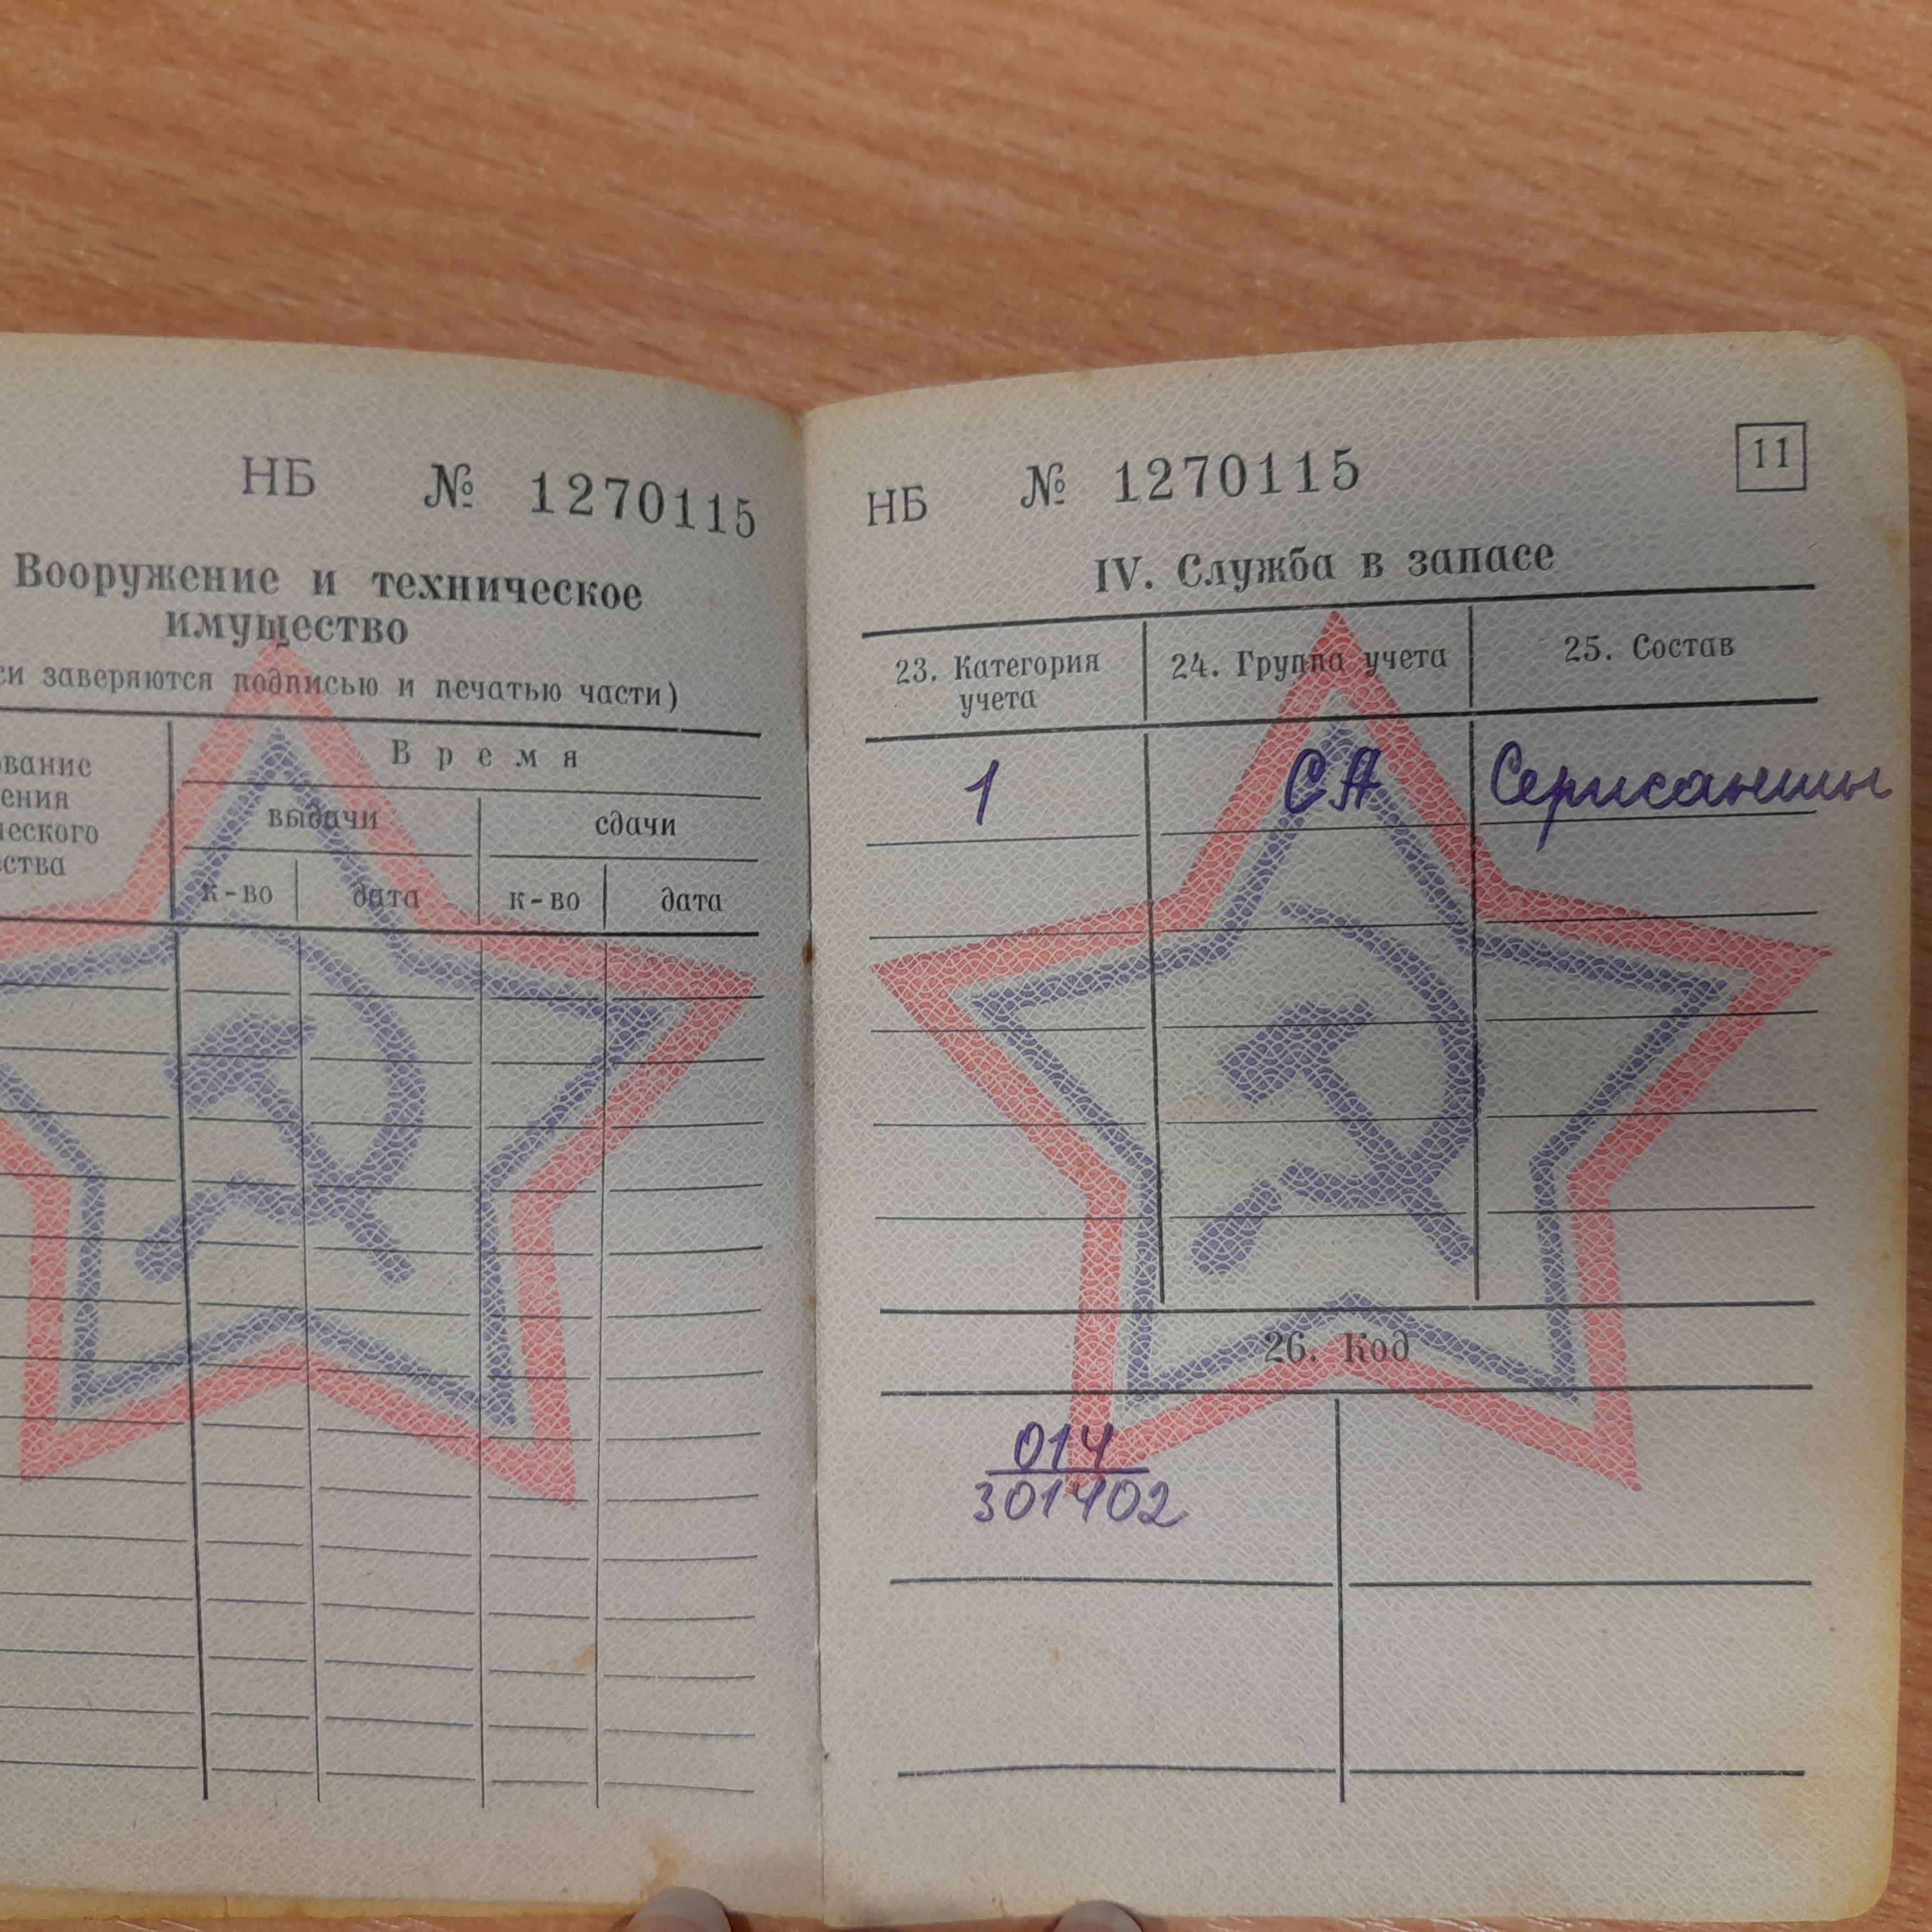 НБ № 1270115
Вооружение и техническое
имущество
си заверяются подписью и печатью части)
ование
ения
ческого
ства
Время
выдачи сдачи
к-во дата к-во дата
НБ № 1270115 11
IV. Служба в запасе
23. Категория
учета
24. Группа учета
25. Состав
1 СА Сержанты
26. Код
014
301402